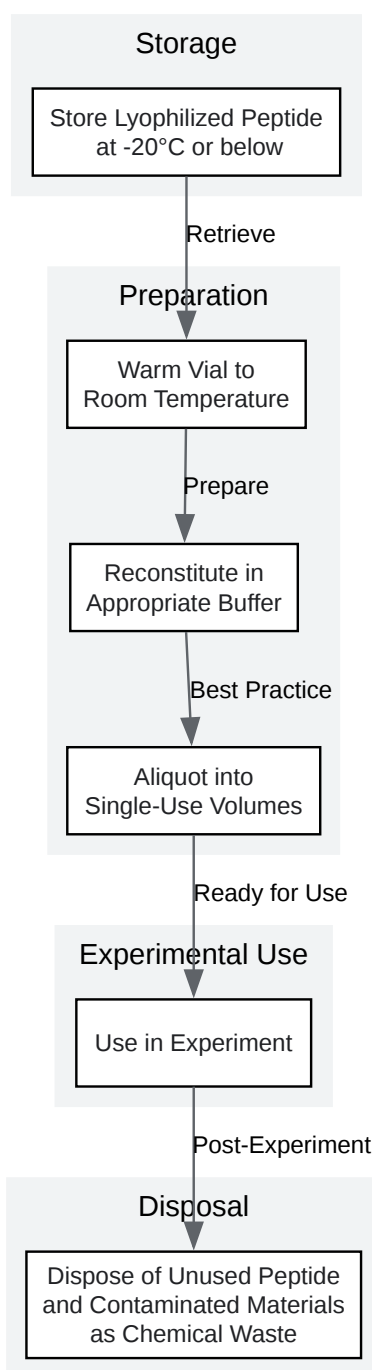 Storage
Store Lyophilized Peptide
at -20°C or below
Retrieve
Preparation
Warm Vial to
Room Temperature
Prepare
Reconstitute in
Appropriate Buffer
Best Practice
Aliquot into
Single-Use Volumes
Ready for Use
Experimental Use
Use in Experiment
Post-Experiment
Disposal
Dispose of Unused Peptide
and Contaminated Materials
as Chemical Waste